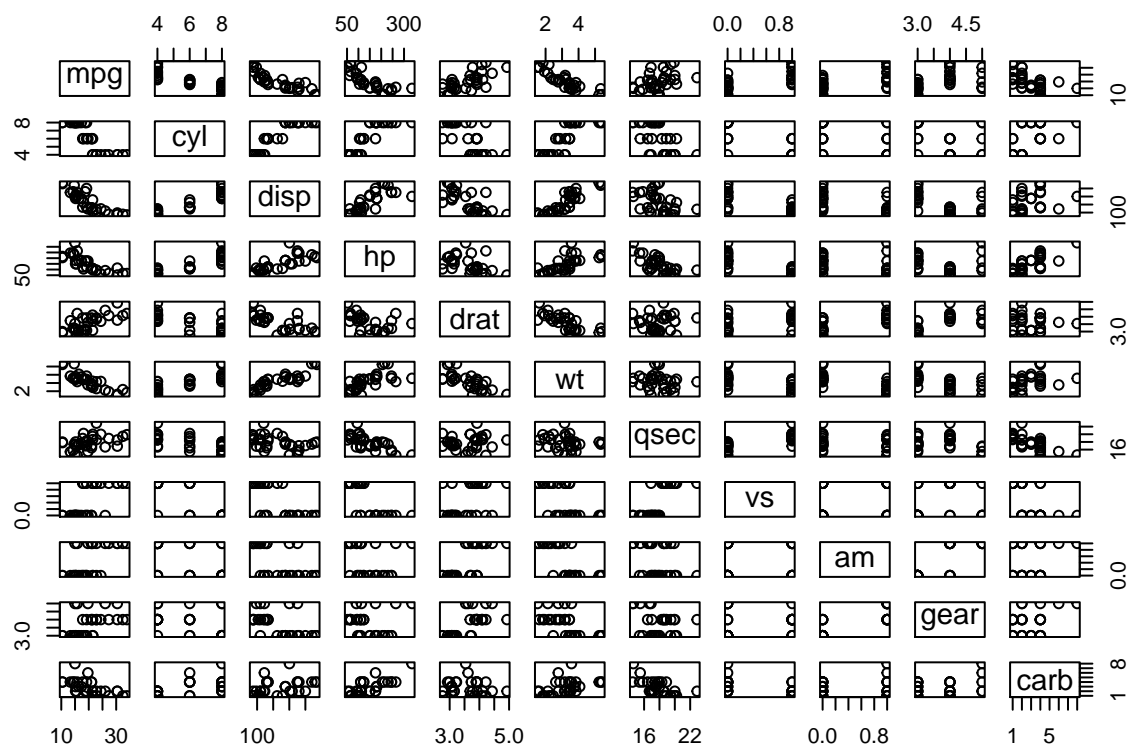 4 6 8 50 300 2 4 0.0 0.8 3.0 4.5
mpg 10
4 8 cyl
disp 100
50 hp
drat 3.0
2 wt
qsec 16
0.0 vs
am 0.0
3.0 gear
carb 1 8
10 30 100 3.0 5.0 16 22 0.0 0.8 1 5